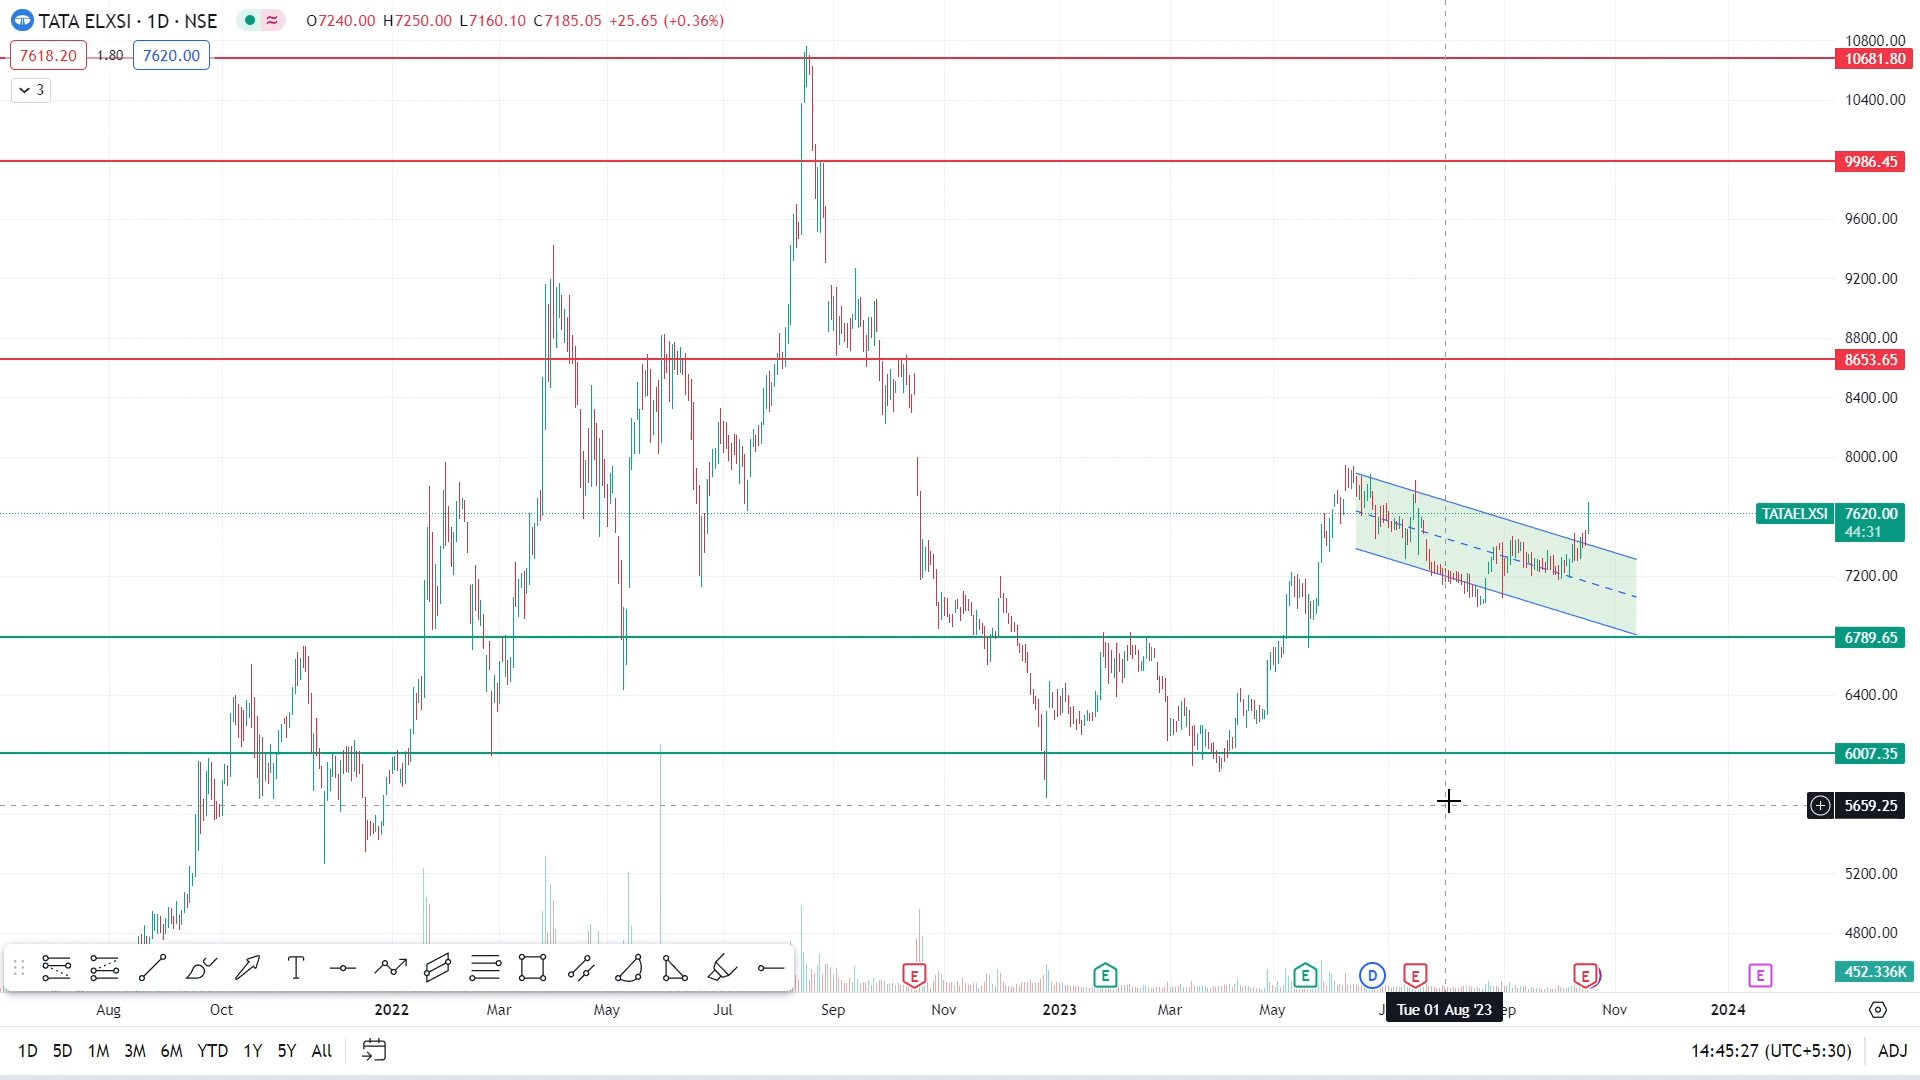 TATA ELXSI · 1D · NSE
O7240.00 H7250.00 L7160.10 C7185.05 +25.65 (+0.36%)
7618.20 1.80 7620.00
3
10800.00
10681.80
10400.00
9986.45
9600.00
9200.00
8800.00
8653.65
8400.00
8000.00
TATAELXSI 7620.00
44:31
7200.00
6789.65
6400.00
6007.35
5659.25
5200.00
4800.00
452.336K
T
E E E D E E E
Aug Oct 2022 Mar May Jul Sep Nov 2023 Mar May J Tue 01 Aug '23 ep Nov 2024
1D 5D 1M 3M 6M YTD 1Y 5Y All 14:45:27 (UTC+5:30) ADJ